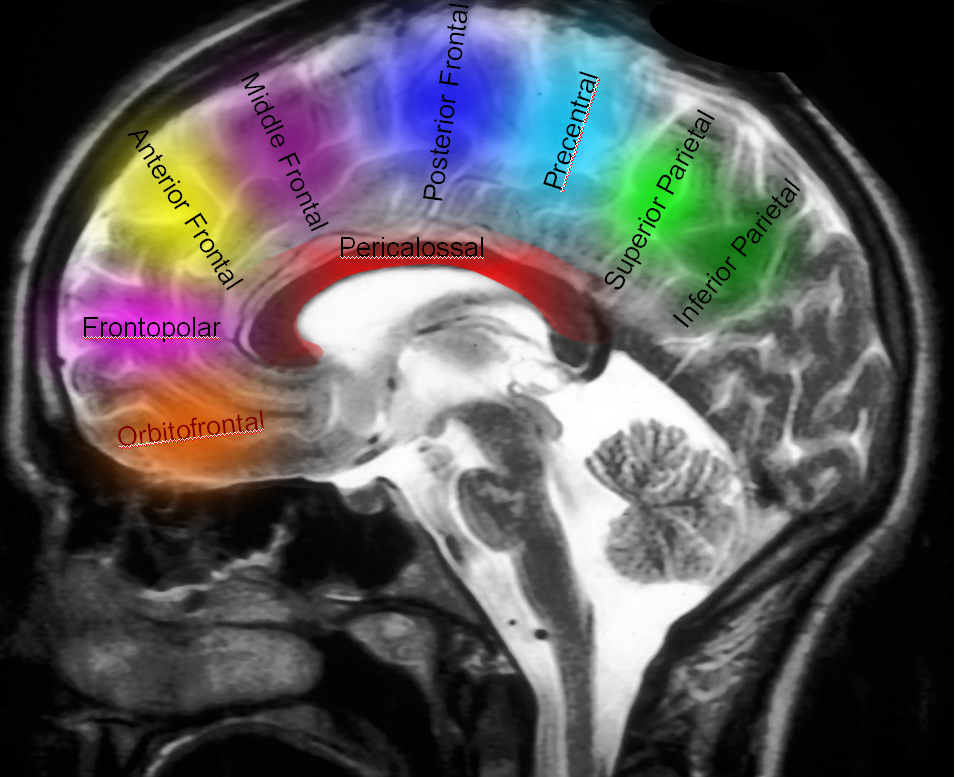 Anterior Frontal
Middle Frontal
Posterior Frontal
Precentral
Superior Parietal
Inferior Parietal
Pericalossal
Frontopolar
Orbitofrontal